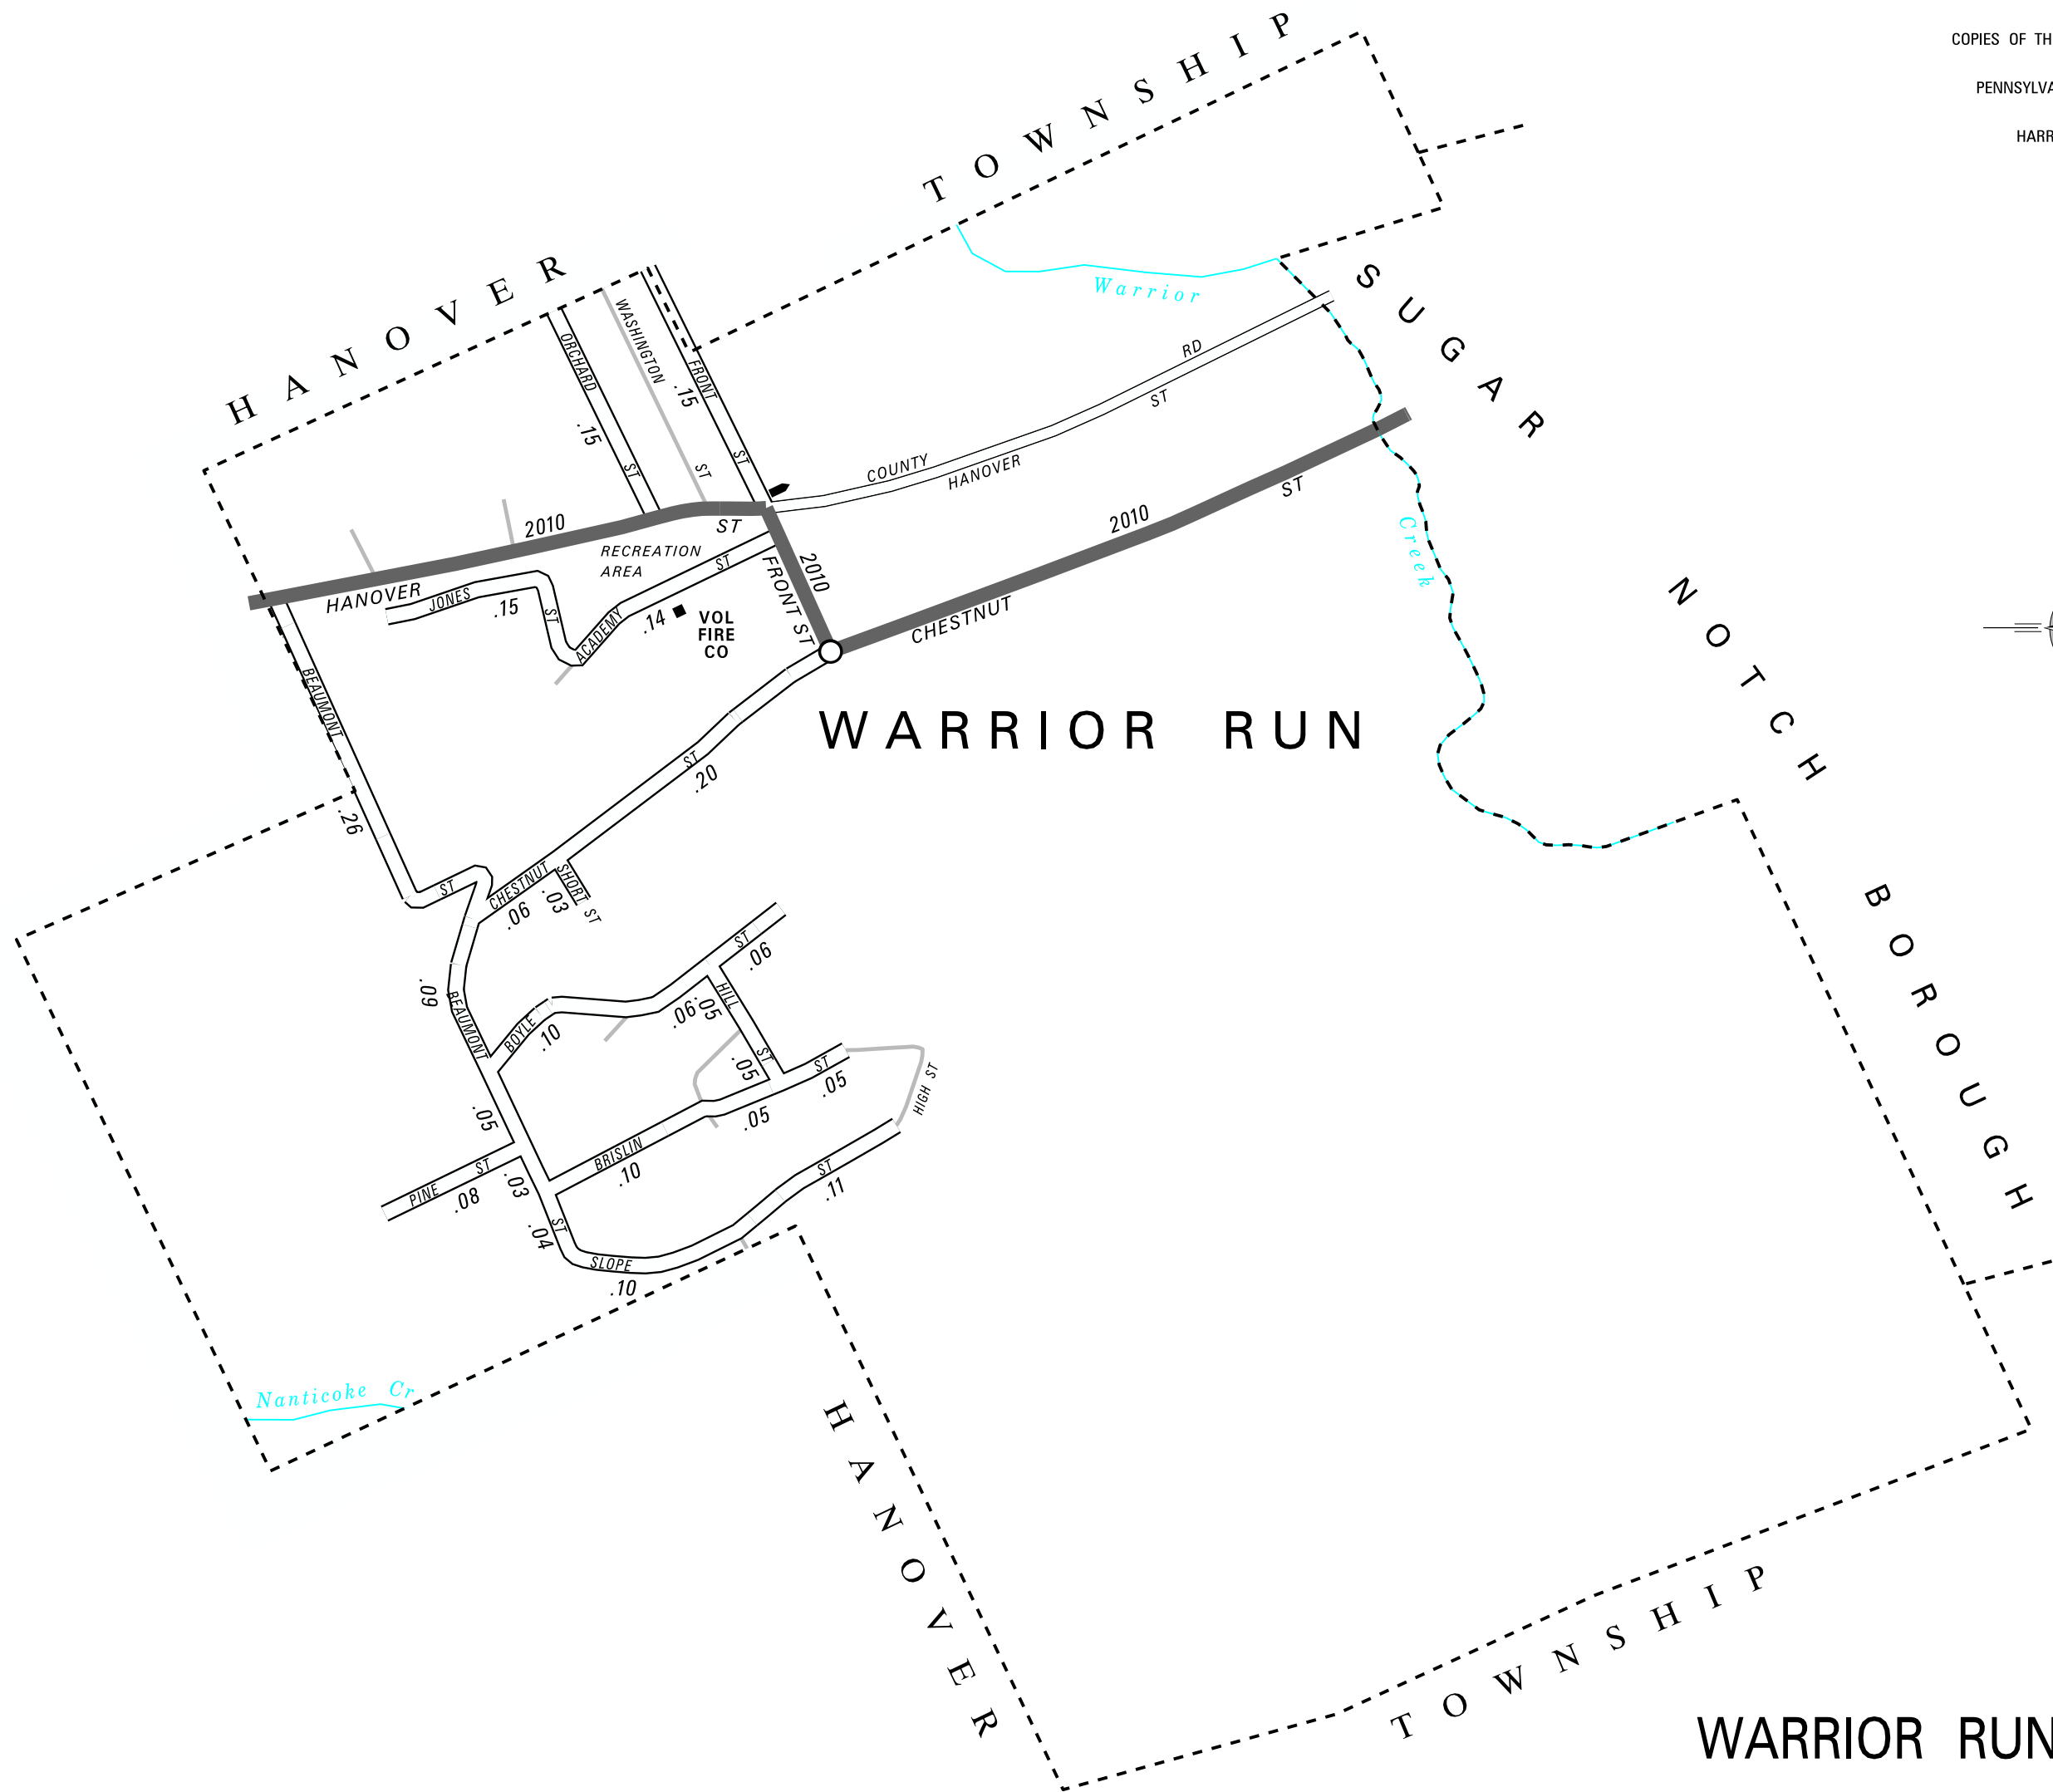 COPIES OF TH
PENNSYLVA
HARR
HANOVER TOWNSHIP
SUGAR NOTCH BOROUGH
Warrior
Creek
WASHINGTON ST
ORCHARD ST
.15
.15
FRONT ST
COUNTY RD
HANOVER ST
2010
HANOVER ST
2010
CHESTNUT ST
2010
FRONT ST
RECREATION
AREA
JONES ST
.15
ACADEMY ST
.14
VOL
FIRE
CO
BEAUMONT ST
.26
WARRIOR RUN
ST
.20
CHESTNUT
.06
SHORT ST
.03
.09
BEAUMONT ST
BOYLE ST
.10
.06
.06
HILL ST
.05
.05
.05
BRISLIN ST
.10
.05
.05
HIGH ST
PINE ST
.08
.03
.04
SLOPE ST
.10
.11
Nanticoke Cr
HANOVER TOWNSHIP
WARRIOR RUN